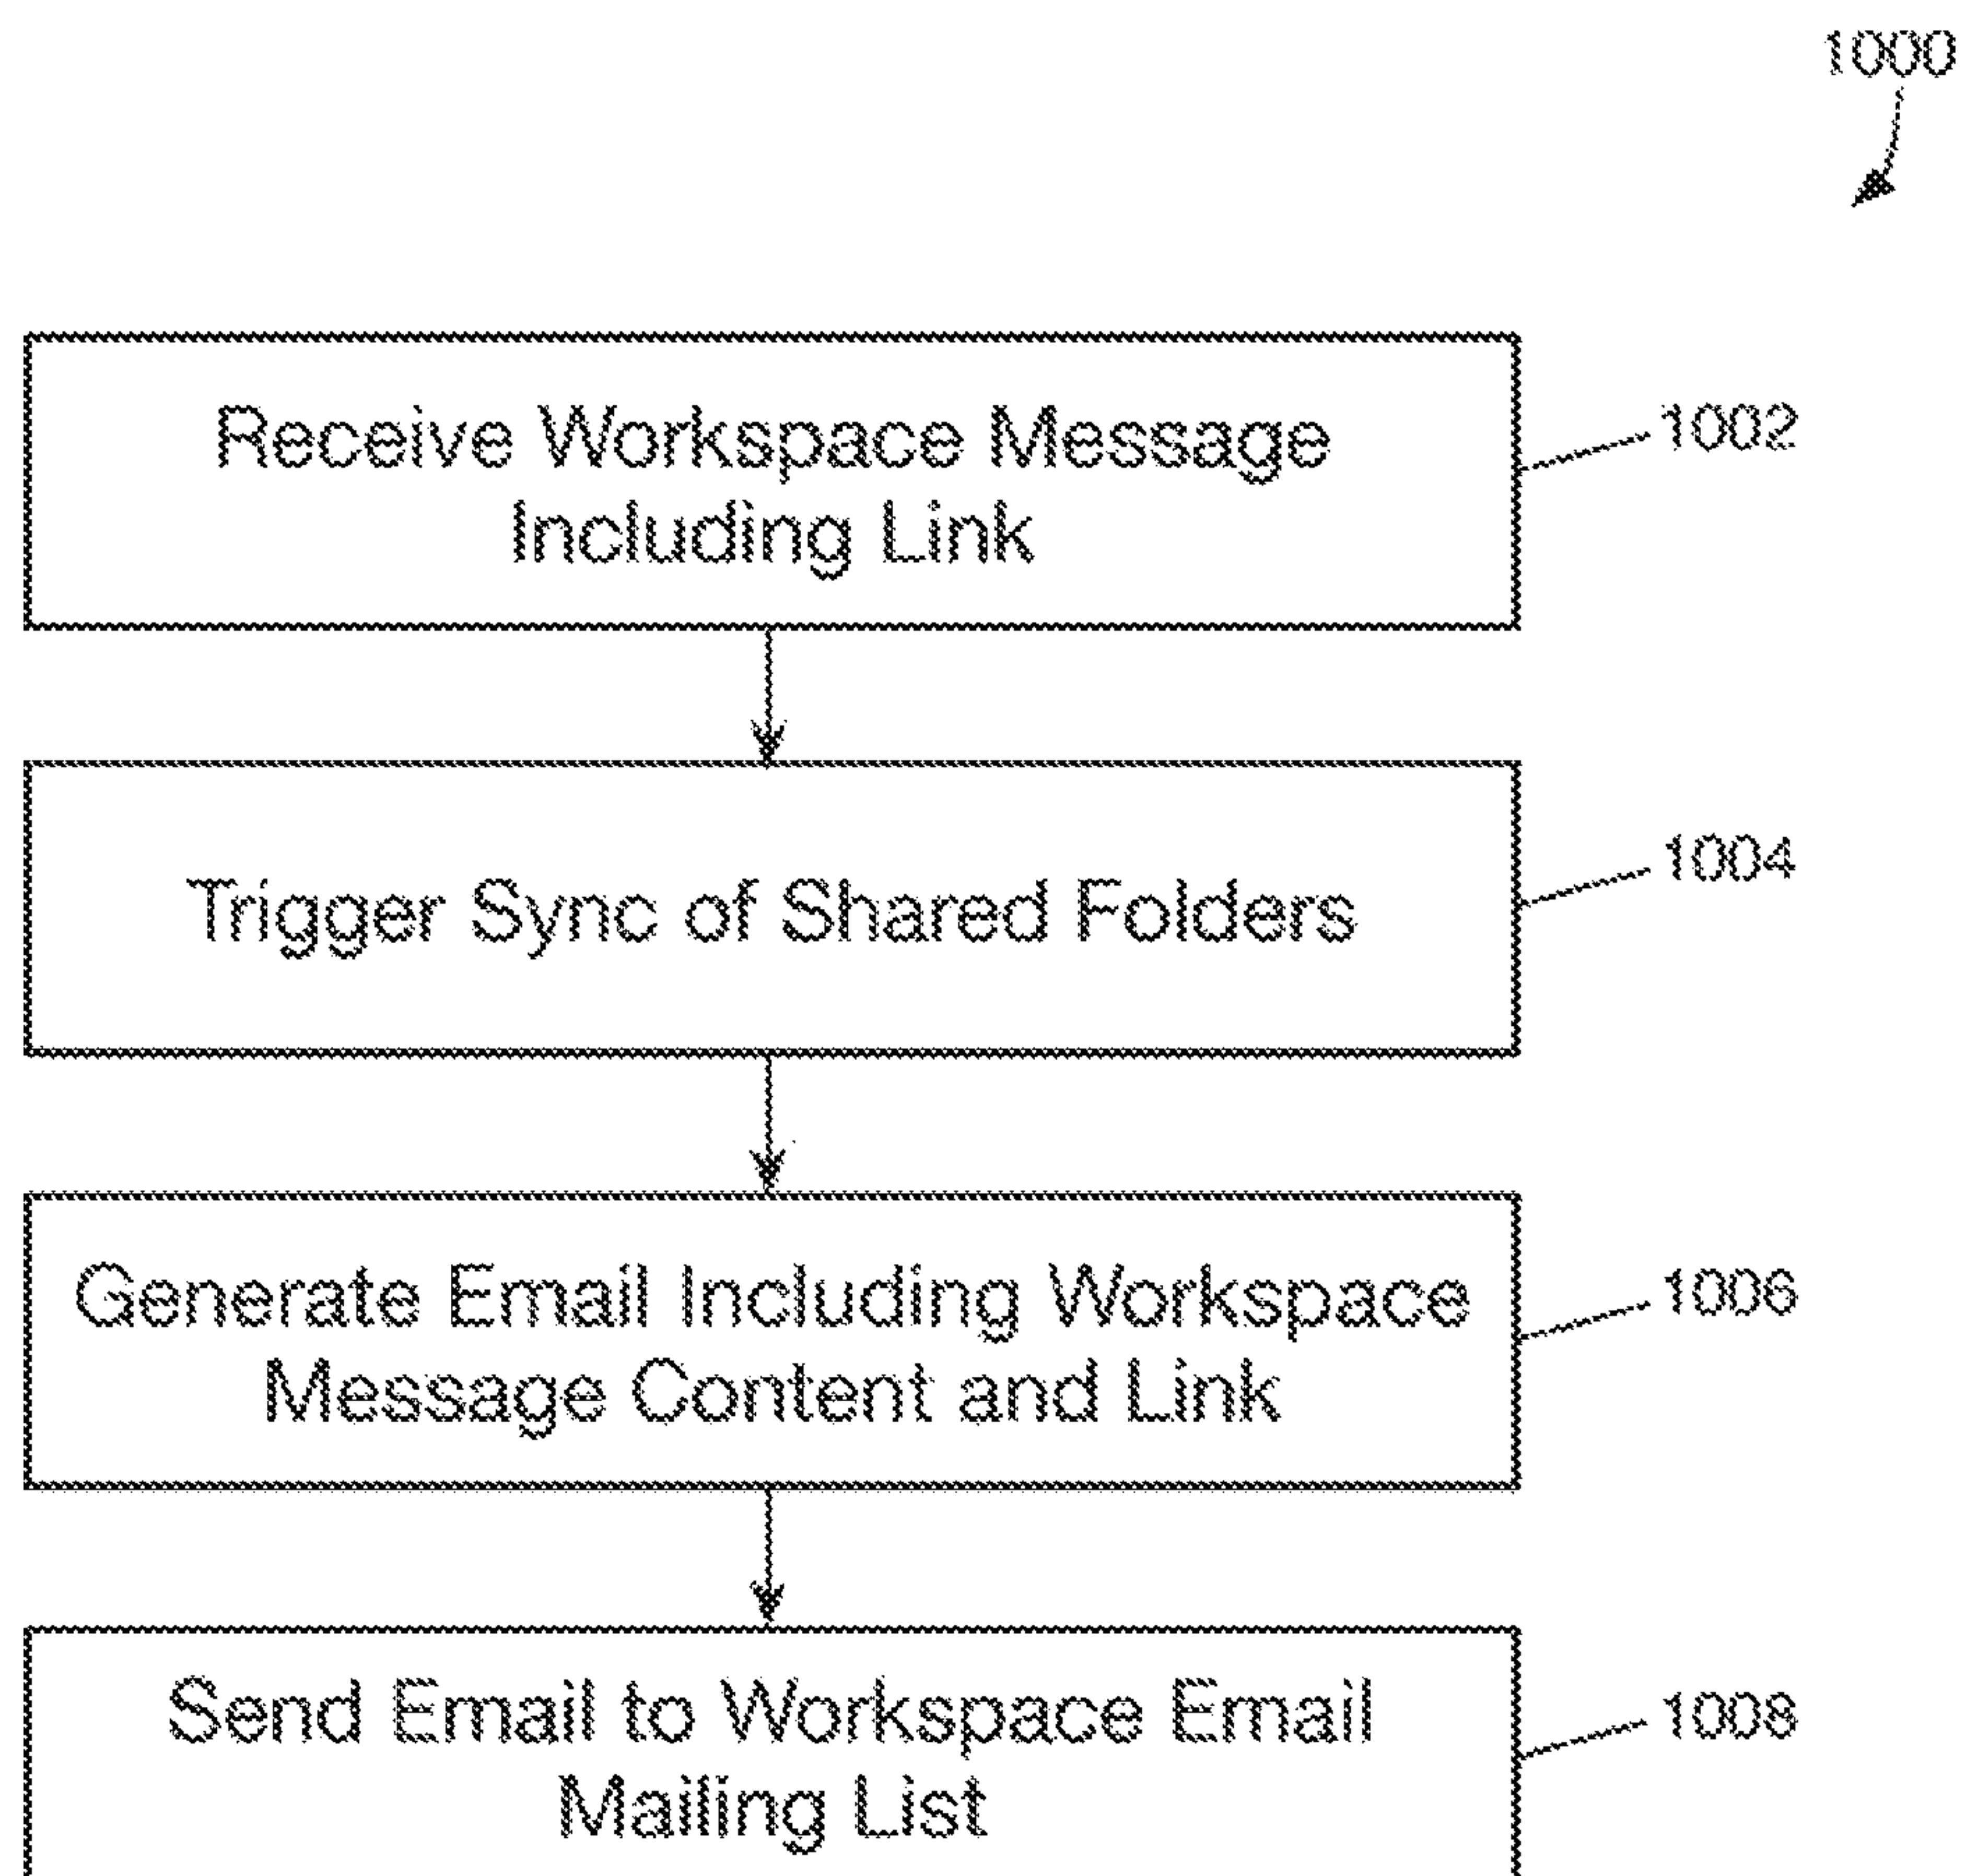 1000
Receive Workspace Message
Including Link
1002
Trigger Sync of Shared Folders
1004
Generate Email Including Workspace
Message Content and Link
1006
Send Email to Workspace Email
Mailing List
1008